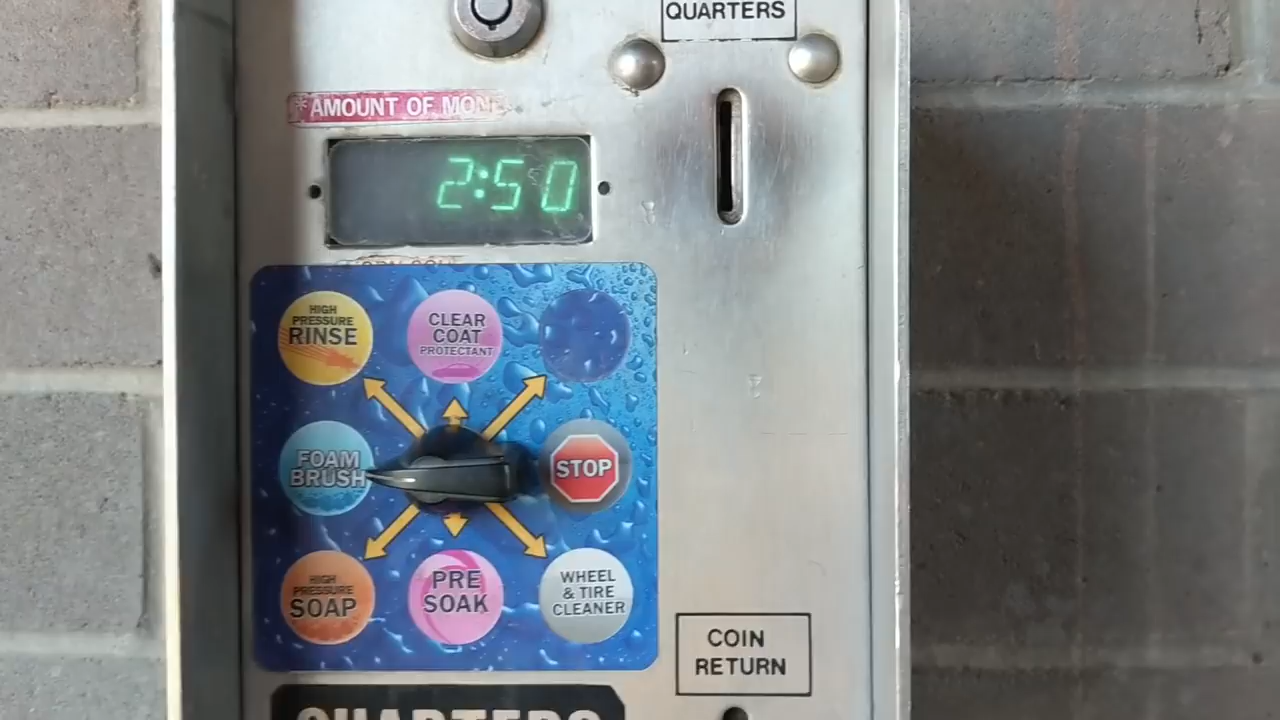 QUARTERS
*AMOUNT OF MON
2:50
HIGH
PRESSURE
RINSE
CLEAR
COAT
PROTECTANT
FOAM
BRUSH
STOP
HIGH
PRESSURE
SOAP
PRE
SOAK
WHEEL
& TIRE
CLEANER
COIN
RETURN
QUARTERS